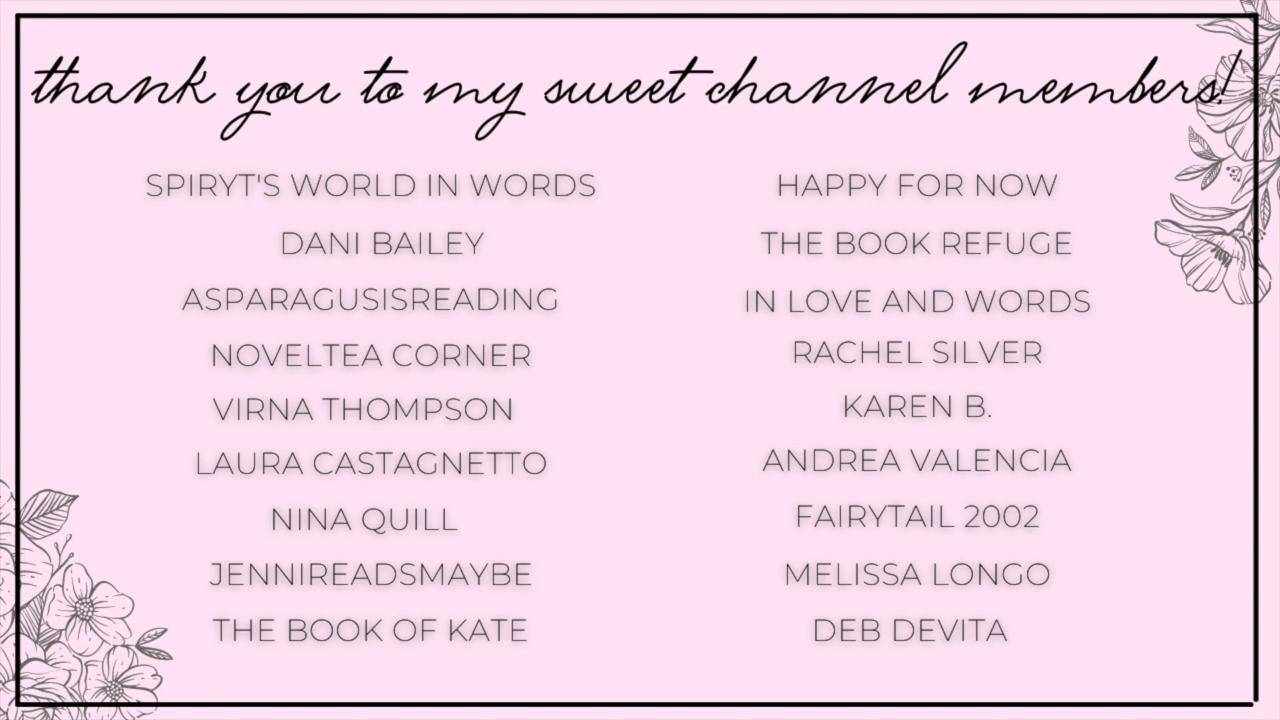 thank you to my sweet channel members!
SPIRYT'S WORLD IN WORDS
DANI BAILEY
ASPARAGUSISREADING
NOVELTEA CORNER
VIRNA THOMPSON
LAURA CASTAGNETTO
NINA QUILL
JENNIREADSMAYBE
THE BOOK OF KATE
HAPPY FOR NOW
THE BOOK REFUGE
IN LOVE AND WORDS
RACHEL SILVER
KAREN B.
ANDREA VALENCIA
FAIRYTAIL 2002
MELISSA LONGO
DEB DEVITA